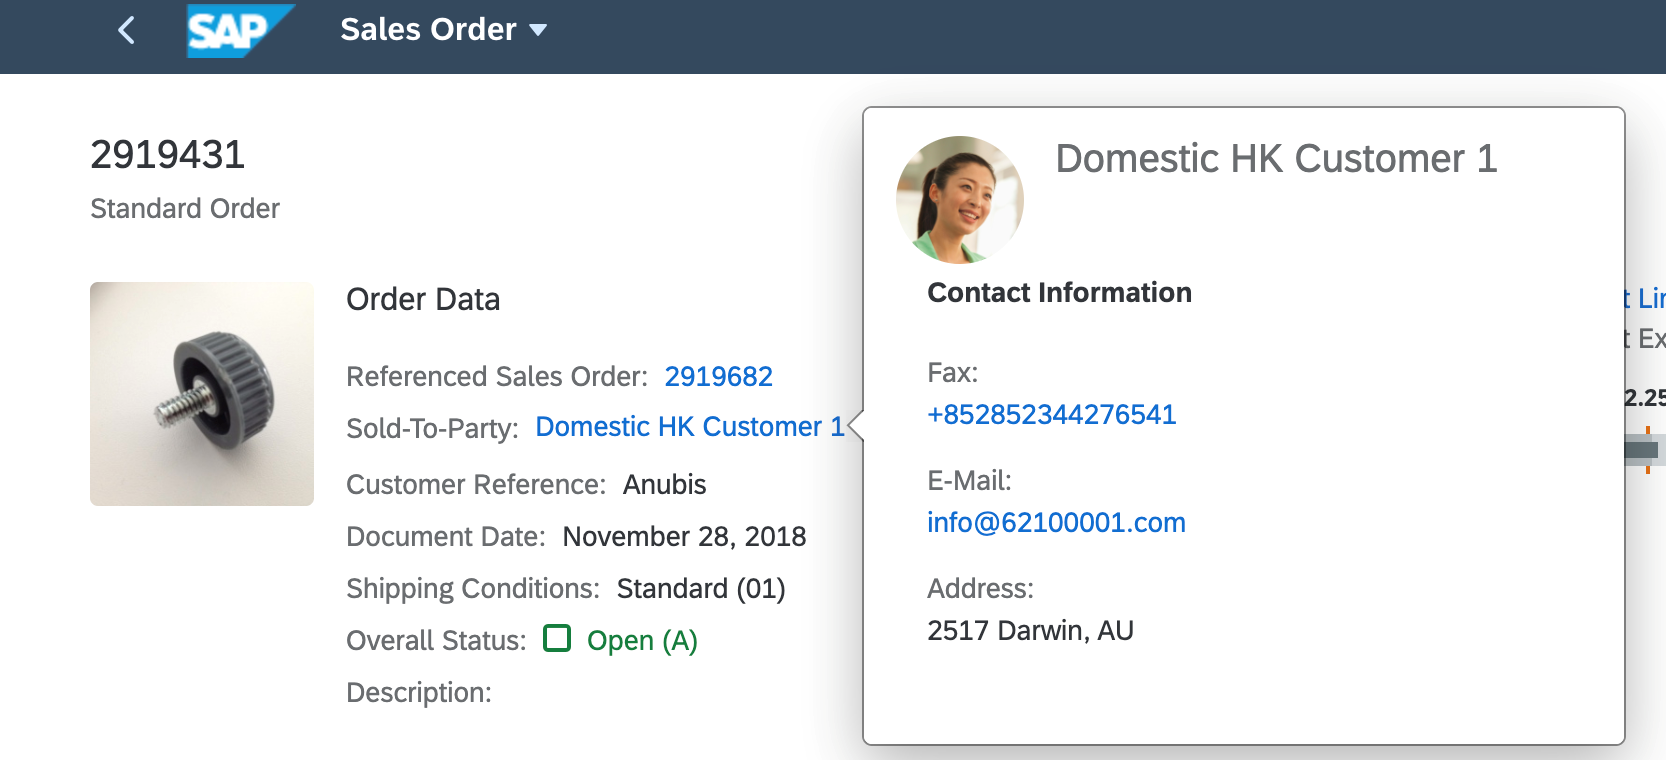 SAP
Sales Order
2919431
Standard Order
Order Data
Referenced Sales Order: 2919682
Sold-To-Party: Domestic HK Customer 1
Customer Reference: Anubis
Document Date: November 28, 2018
Shipping Conditions: Standard (01)
Overall Status: Open (A)
Description:
Domestic HK Customer 1
Contact Information
Fax:
+852852344276541
E-Mail:
info@62100001.com
Address:
2517 Darwin, AU
2.25